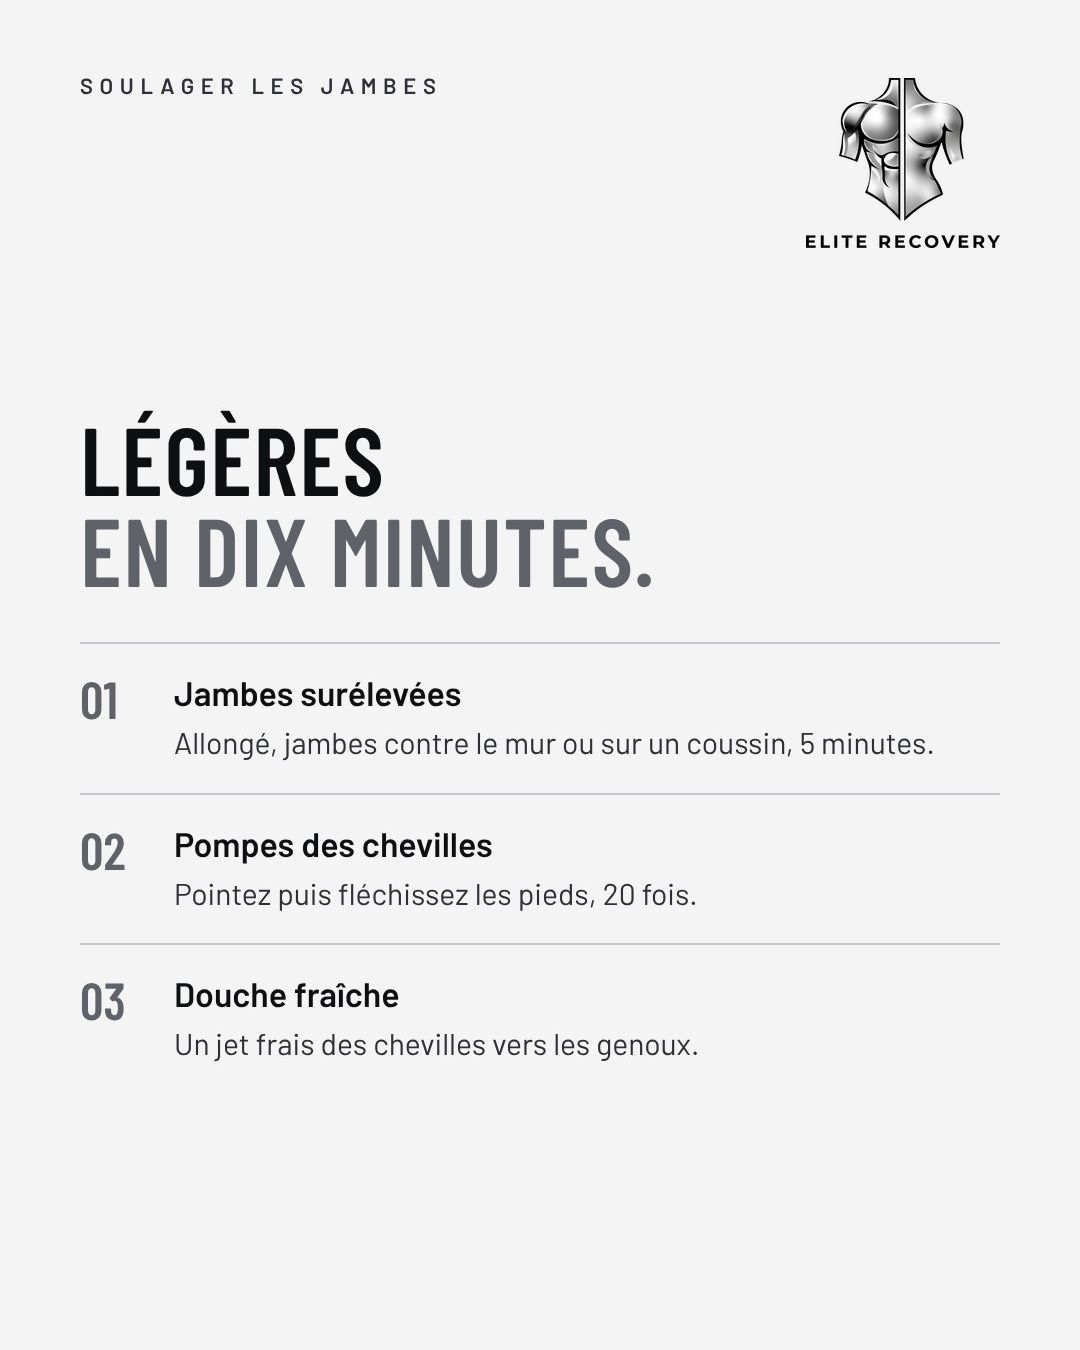 SOULAGER LES JAMBES
ELITE RECOVERY
LÉGÈRES
EN DIX MINUTES.
01
Jambes surélevées
Allongé, jambes contre le mur ou sur un coussin, 5 minutes.
02
Pompes des chevilles
Pointez puis fléchissez les pieds, 20 fois.
03
Douche fraîche
Un jet frais des chevilles vers les genoux.